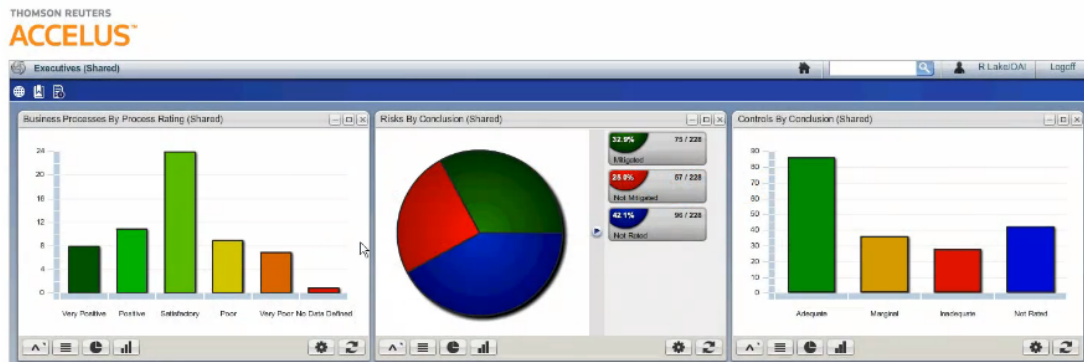 THOMSON REUTERS
ACCELUS™
Executives (Shared)
R Lake/DAI
Logoff
Business Processes By Process Rating (Shared)
24
20
16
12
8
4
0
Very Positive
Positive
Satisfactory
Poor
Very Poor
No Data Defined
Risks By Conclusion (Shared)
32.9%
75 / 228
Mitigated
25.0%
57 / 228
Not Mitigated
42.1%
96 / 228
Not Rated
Controls By Conclusion (Shared)
90
80
70
60
50
40
30
20
10
0
Adequate
Marginal
Inadequate
Not Rated